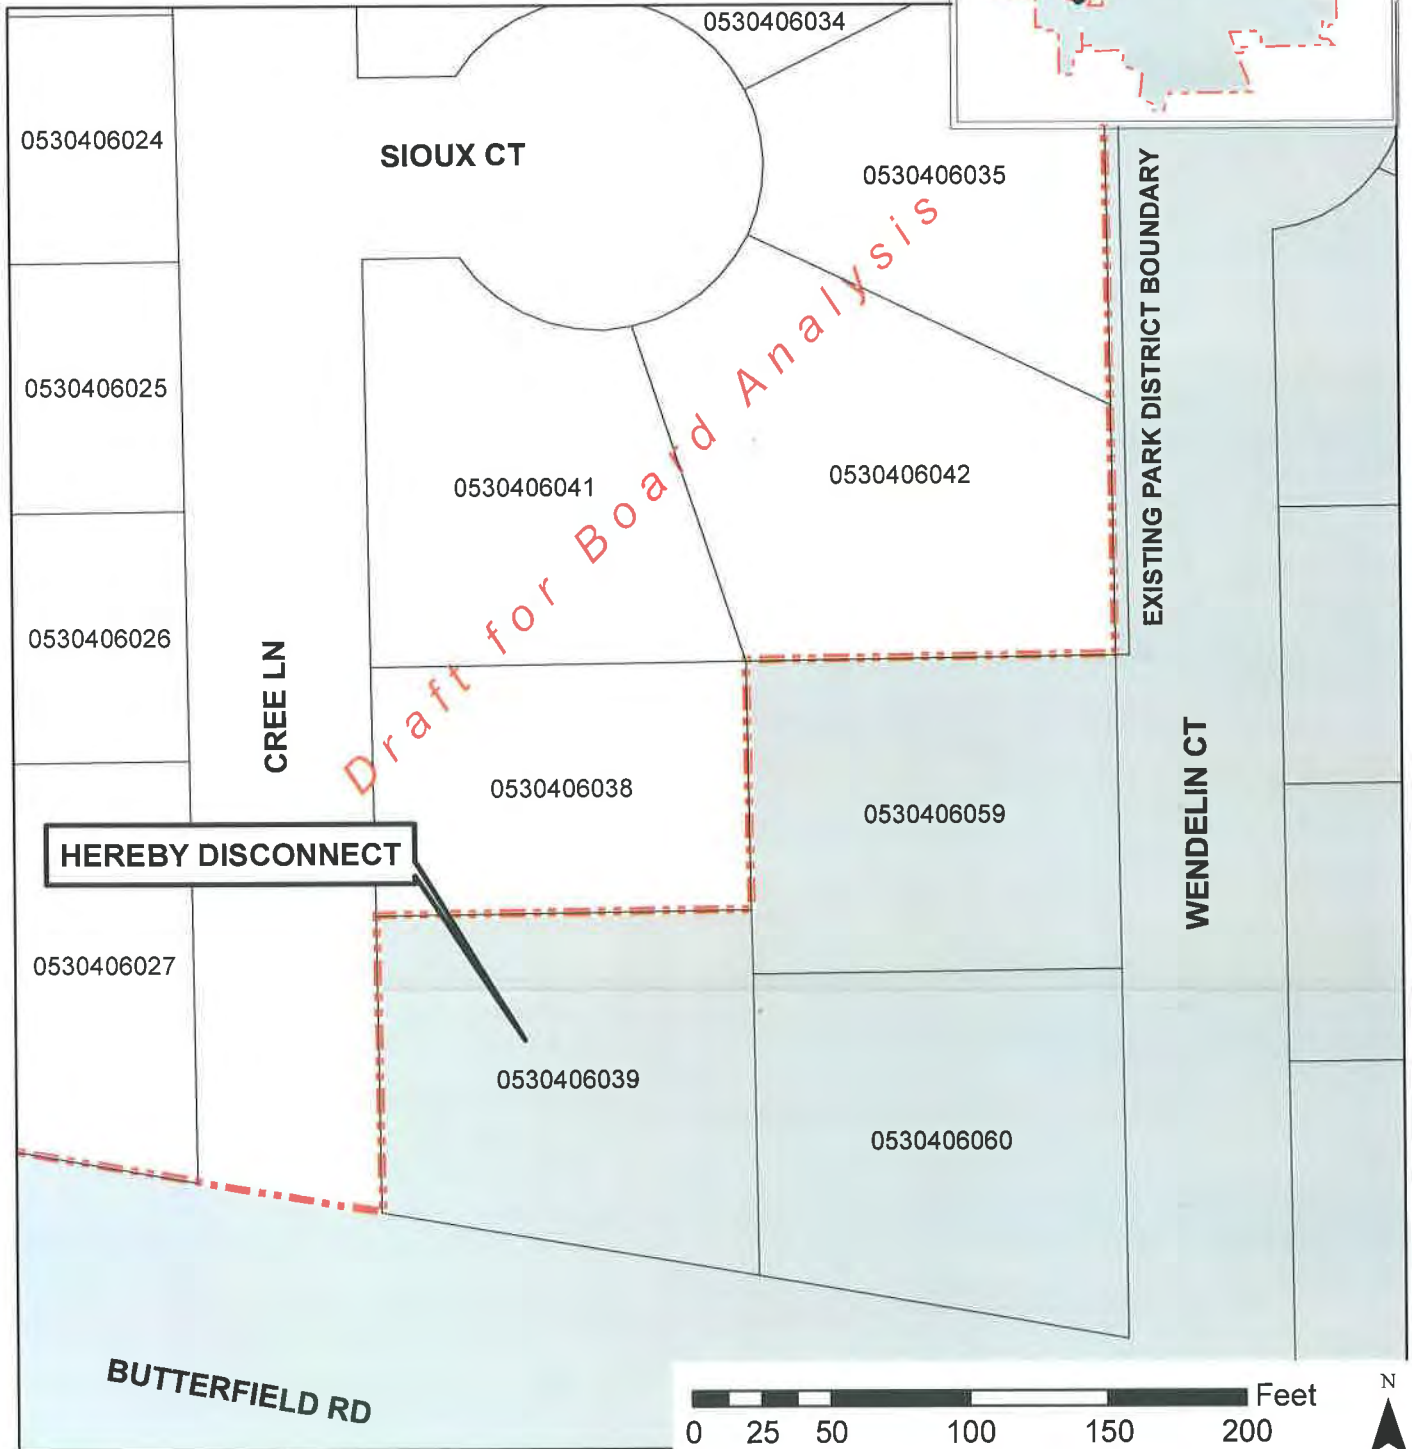 0530406034
0530406024
SIOUX CT
0530406035
EXISTING PARK DISTRICT BOUNDARY
0530406025
0530406041
0530406042
Draft for Board Analysis
0530406026
CREE LN
0530406038
0530406059
WENDELIN CT
HEREBY DISCONNECT
0530406027
0530406039
0530406060
BUTTERFIELD RD
Feet
0 25 50 100 150 200
N